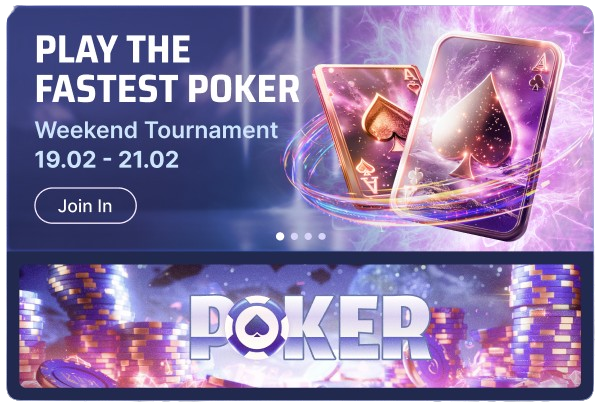 PLAY THE
FASTEST POKER
Weekend Tournament
19.02 - 21.02
Join In
A
A
A
POKER